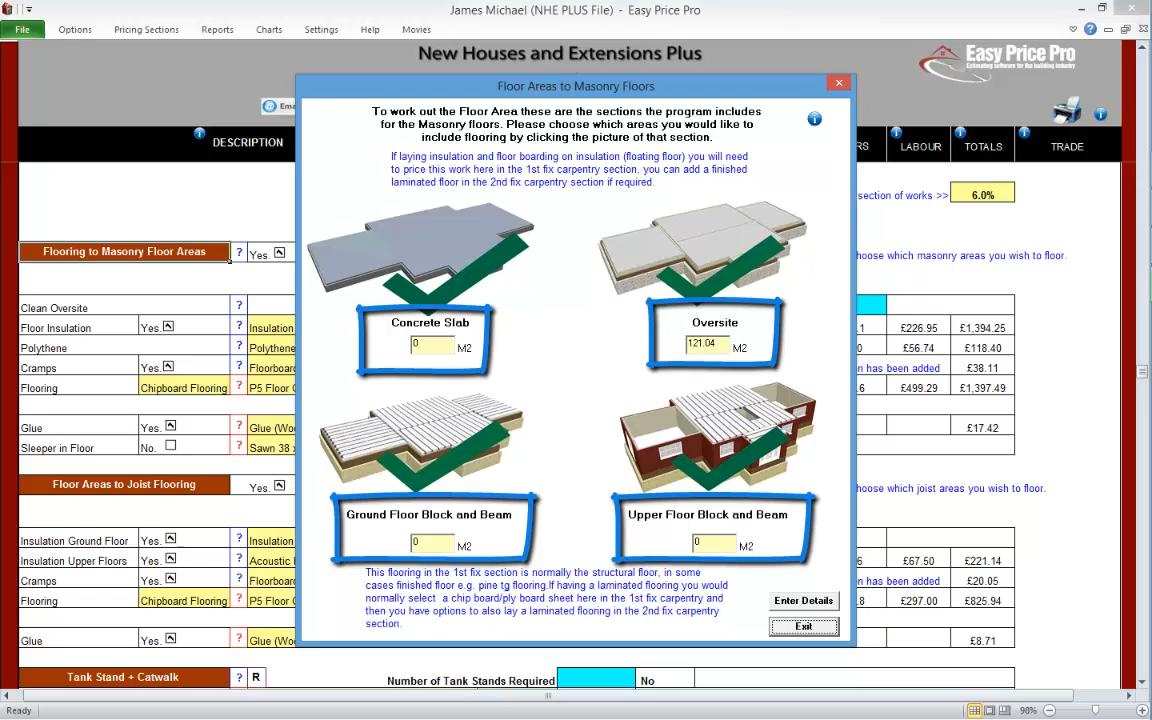 James Michael (NHE PLUS File) - Easy Price Pro
File Options Pricing Sections Reports Charts Settings Help Movies
New Houses and Extensions Plus
Easy Price Pro
Estimating software for the building industry
Ema
DESCRIPTION RS LABOUR TOTALS TRADE
section of works >> 6.0%
Flooring to Masonry Floor Areas ? Yes. hoose which masonry areas you wish to floor.
Clean Oversite ?
Floor Insulation Yes. ? Insulation .1 £226.95 £1,394.25
Polythene ? Polythene 0 £56.74 £118.40
Cramps Yes. ? Floorboard n has been added £38.11
Flooring Chipboard Flooring ? P5 Floor C .6 £499.29 £1,397.49
Glue Yes. ? Glue (Wo £17.42
Sleeper in Floor No. ? Sawn 38 x
Floor Areas to Joist Flooring Yes. hoose which joist areas you wish to floor.
Insulation Ground Floor Yes. ? Insulation
Insulation Upper Floors Yes. ? Acoustic 6 £67.50 £221.14
Cramps Yes. ? Floorboard n has been added £20.05
Flooring Chipboard Flooring ? P5 Floor C .8 £297.00 £825.94
Glue Yes. ? Glue (Wo £8.71
Tank Stand + Catwalk ? R Number of Tank Stands Required No
Floor Areas to Masonry Floors
To work out the Floor Area these are the sections the program includes
for the Masonry floors. Please choose which areas you would like to
include flooring by clicking the picture of that section.
If laying insulation and floor boarding on insulation (floating floor) you will need
to price this work here in the 1st fix carpentry section, you can add a finished
laminated floor in the 2nd fix carpentry section if required.
Concrete Slab
0 M2
Oversite
121.04 M2
Ground Floor Block and Beam
0 M2
Upper Floor Block and Beam
0 M2
This flooring in the 1st fix section is normally the structural floor, in some
cases finished floor e.g. pine tg flooring.If having a laminated flooring you would
normally select a chip board/ply board sheet here in the 1st fix carpentry and
then you have options to also lay a laminated flooring in the 2nd fix carpentry
section.
Enter Details
Exit
Ready 98%